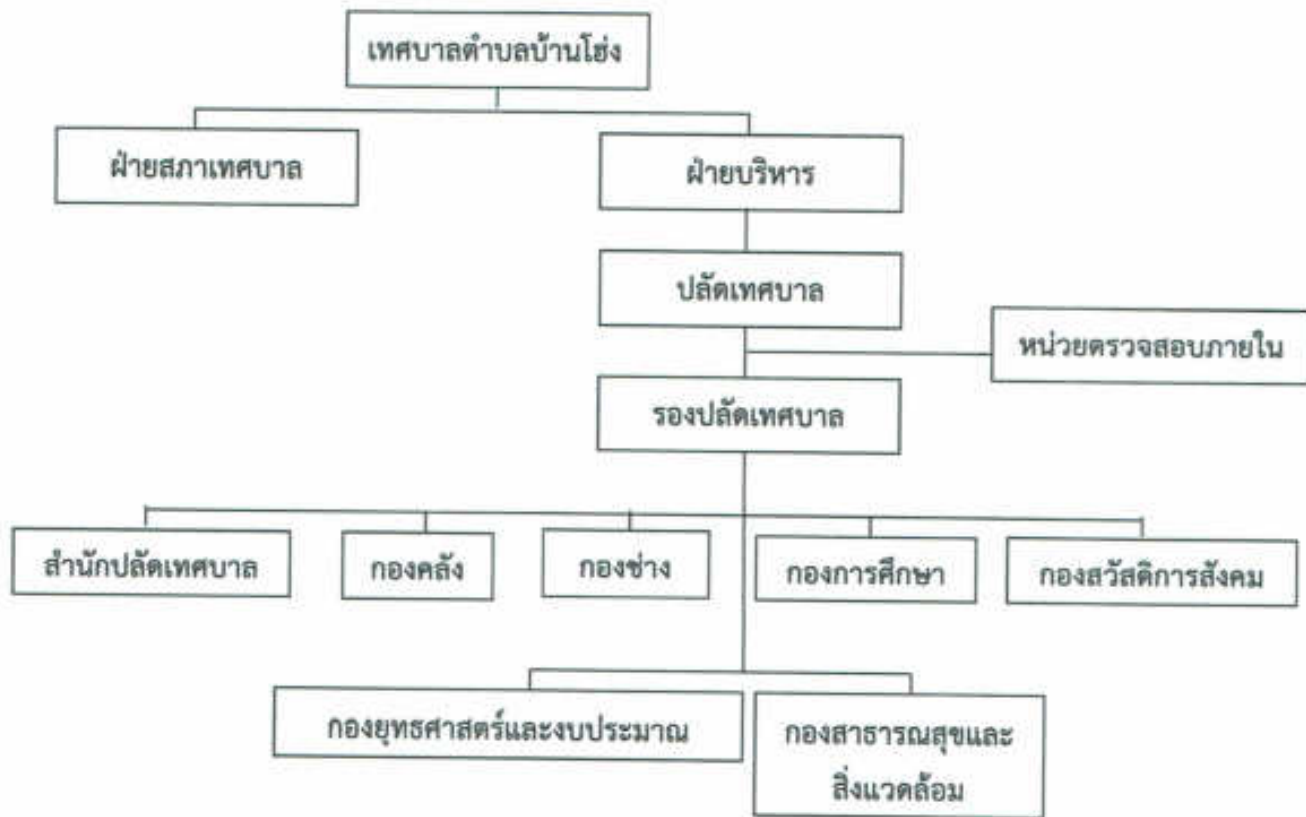 เทศบาลตำบลบ้านโฮ่ง
ฝ่ายสภาเทศบาล
ฝ่ายบริหาร
ปลัดเทศบาล
หน่วยตรวจสอบภายใน
รองปลัดเทศบาล
สำนักปลัดเทศบาล
กองคลัง
กองช่าง
กองการศึกษา
กองสวัสดิการสังคม
กองยุทธศาสตร์และงบประมาณ
กองสาธารณสุขและ
สิ่งแวดล้อม